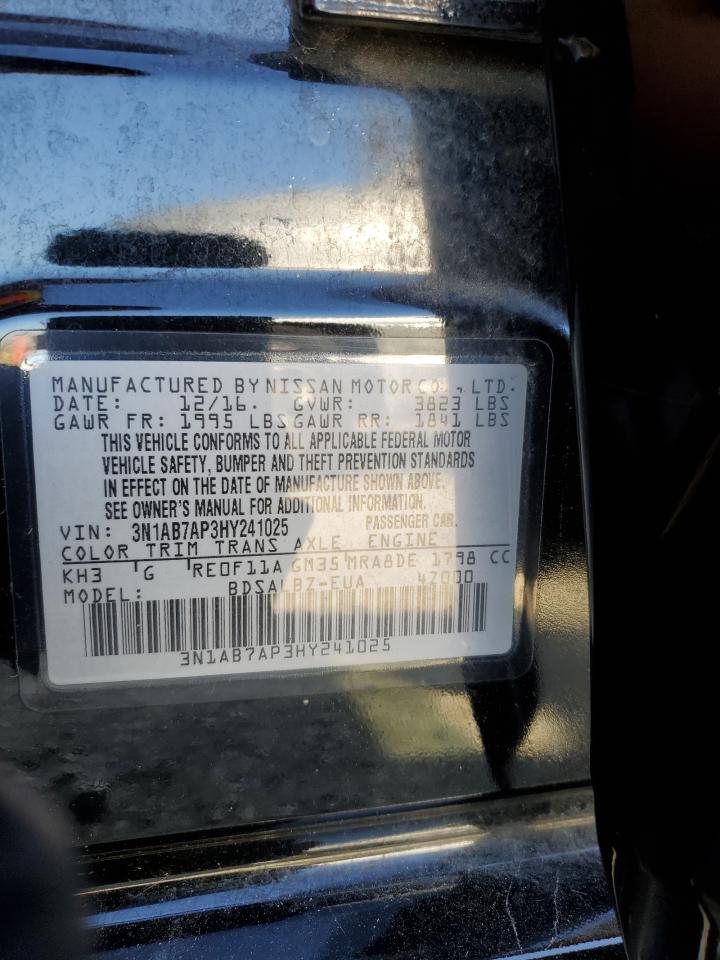 MANUFACTURED BY NISSAN MOTOR CO., LTD.
DATE: 12/16. GVWR: 3823 LBS
GAWR FR: 1995 LBS GAWR RR: 1841 LBS
THIS VEHICLE CONFORMS TO ALL APPLICABLE FEDERAL MOTOR
VEHICLE SAFETY, BUMPER AND THEFT PREVENTION STANDARDS
IN EFFECT ON THE DATE OF MANUFACTURE SHOWN ABOVE.
SEE OWNER'S MANUAL FOR ADDITIONAL INFORMATION.
VIN: 3N1AB7AP3HY241025 PASSENGER CAR.
COLOR TRIM TRANS AXLE ENGINE
KH3 G RE0F11A GM35 MRA8DE 1798 CC
MODEL: BDSALBZ-EUA 4Z000
3N1AB7AP3HY241025